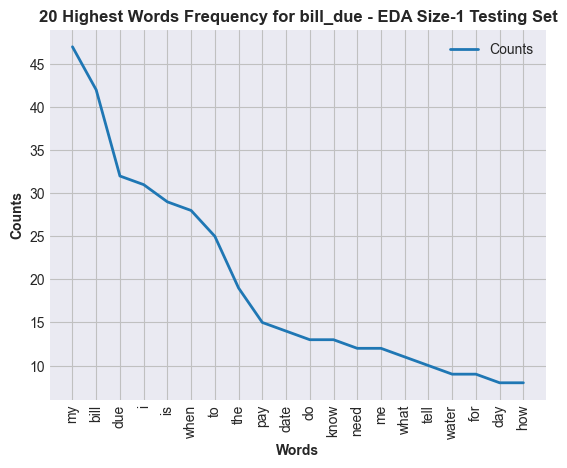 20 Highest Words Frequency for bill_due - EDA Size-1 Testing Set
Counts
45
40
35
30
25
20
15
10
Counts
my
bill
due
i
is
when
to
the
pay
date
do
know
need
me
what
tell
water
for
day
how
Words